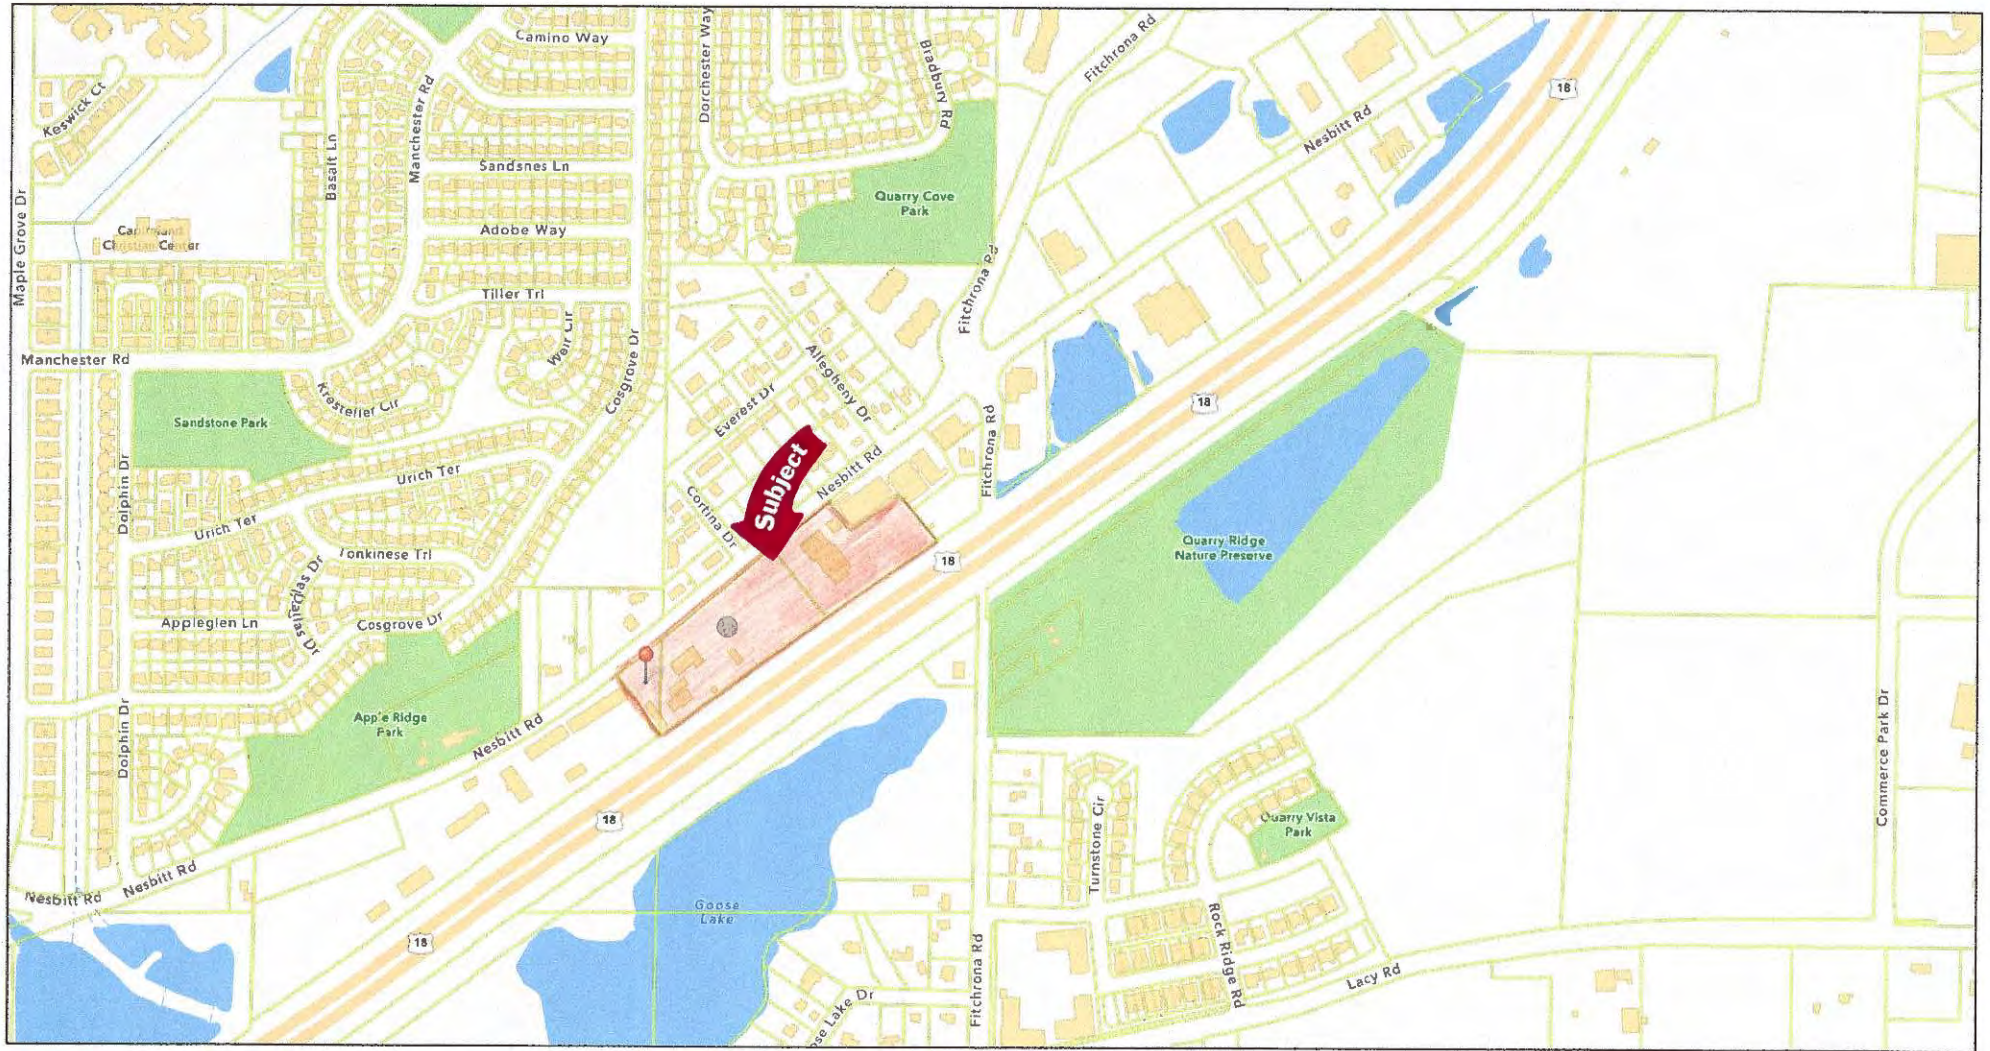 Camino Way
Dorchester Way
Bradbury Rd
Fitchrona Rd
18
Keswick Ct
Manchester Rd
Basalt Ln
Sandsnes Ln
Nesbitt Rd
Maple Grove Dr
Quarry Cove
Park
Adobe Way
Christian Center
Tiller Trl
Fitchrona Rd
Weir Cir
Cosgrove Dr
Manchester Rd
Allegheny Dr
Kresteller Cir
Everest Dr
18
Sandstone Park
Fitchrona Rd
Subject
Nesbitt Rd
Dolphin Dr
Urich Ter
Cortina Dr
Urich Ter
Quarry Ridge
Nature Preserve
Tonkinese Trl
18
Appleglen Ln
Cosgrove Dr
Dolphin Dr
Apple Ridge
Park
Nesbitt Rd
Commerce Park Dr
18
Turnstone Cir
Quarry Vista
Park
Nesbitt Rd
Nesbitt Rd
Goose
Lake
18
Fitchrona Rd
Rock Ridge Rd
Lacy Rd
ose Lake Dr